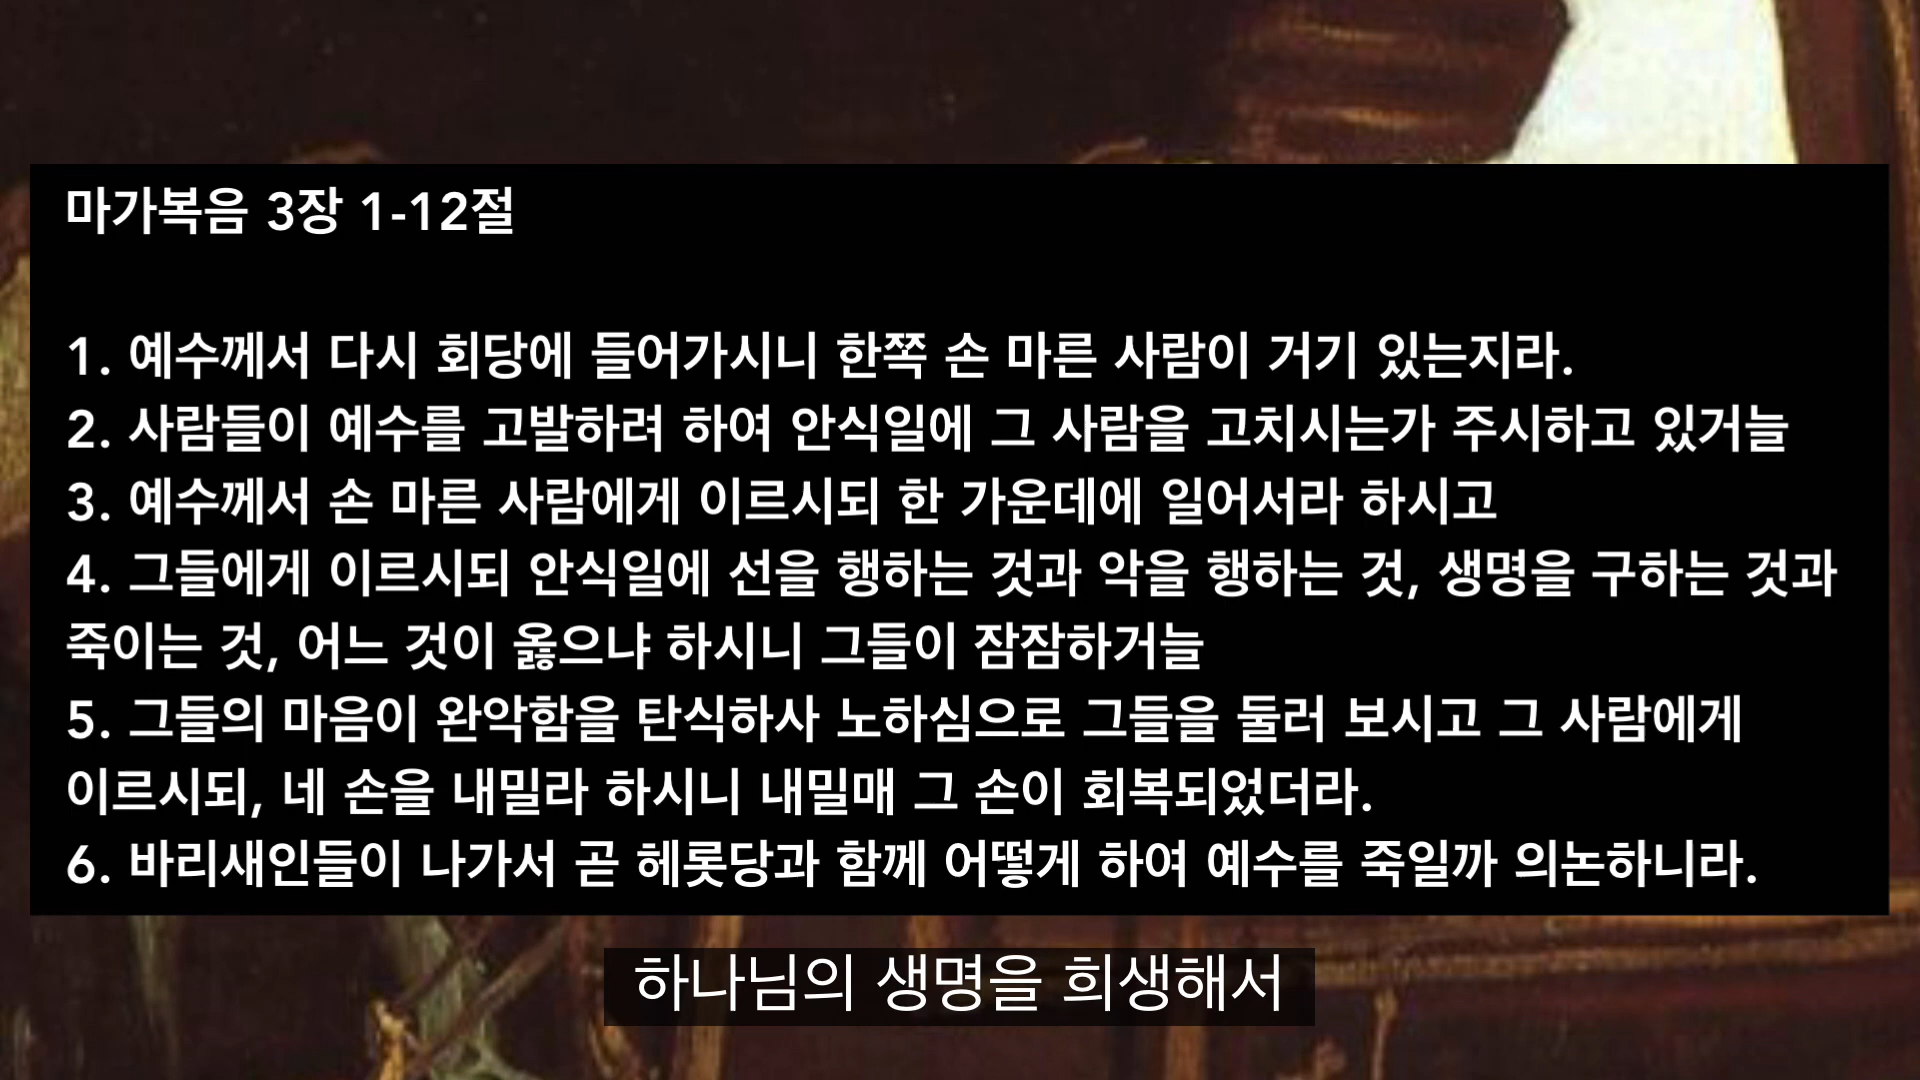 마가복음 3장 1-12절
1. 예수께서 다시 회당에 들어가시니 한쪽 손 마른 사람이 거기 있는지라.
2. 사람들이 예수를 고발하려 하여 안식일에 그 사람을 고치시는가 주시하고 있거늘
3. 예수께서 손 마른 사람에게 이르시되 한 가운데에 일어서라 하시고
4. 그들에게 이르시되 안식일에 선을 행하는 것과 악을 행하는 것, 생명을 구하는 것과
죽이는 것, 어느 것이 옳으냐 하시니 그들이 잠잠하거늘
5. 그들의 마음이 완악함을 탄식하사 노하심으로 그들을 둘러 보시고 그 사람에게
이르시되, 네 손을 내밀라 하시니 내밀매 그 손이 회복되었더라.
6. 바리새인들이 나가서 곧 헤롯당과 함께 어떻게 하여 예수를 죽일까 의논하니라.
하나님의 생명을 희생해서